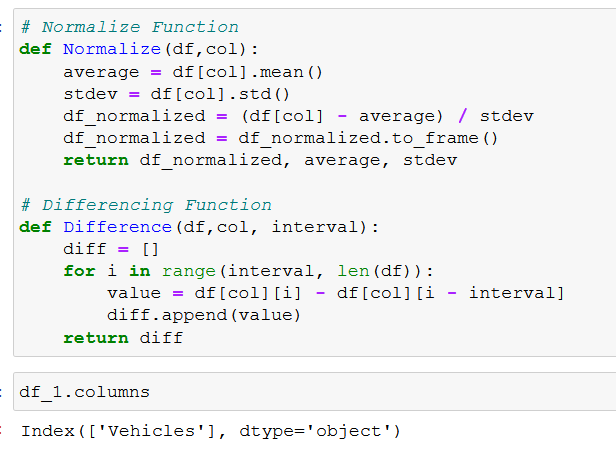 # Normalize Function
def Normalize(df,col):
    average = df[col].mean()
    stdev = df[col].std()
    df_normalized = (df[col] - average) / stdev
    df_normalized = df_normalized.to_frame()
    return df_normalized, average, stdev
# Differencing Function
def Difference(df,col, interval):
    diff = []
    for i in range(interval, len(df)):
        value = df[col][i] - df[col][i - interval]
        diff.append(value)
    return diff
df_1.columns
Index(['Vehicles'], dtype='object')